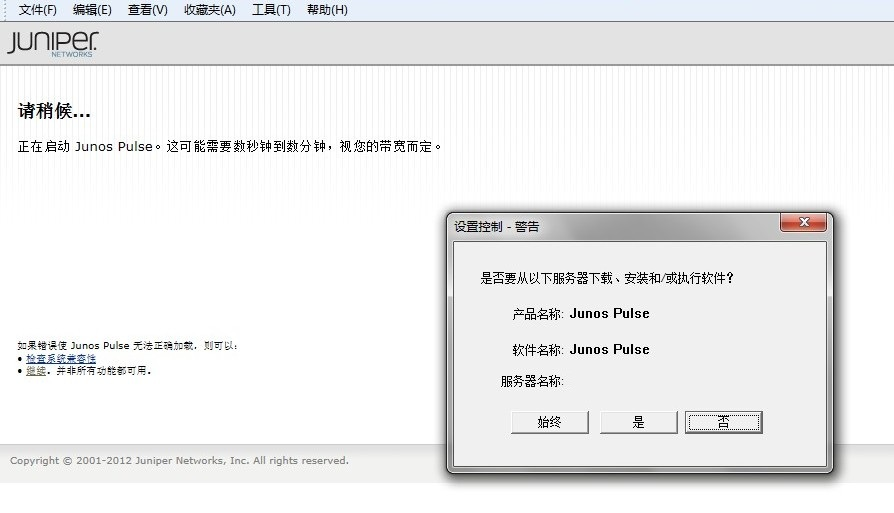 文件(F) 编辑(E) 查看(V) 收藏夹(A) 工具(T) 帮助(H)
JUNIPer
NETWORKS
请稍候...
正在启动 Junos Pulse。这可能需要数秒钟到数分钟，视您的带宽而定。
设置控制 - 警告
是否要从以下服务器下载、安装和/或执行软件？
产品名称: Junos Pulse
软件名称: Junos Pulse
服务器名称:
始终 是 否
如果错误使 Junos Pulse 无法正确加载，则可以：
• 检查系统兼容性
• 继续。并非所有功能都可用。
Copyright © 2001-2012 Juniper Networks, Inc. All rights reserved.